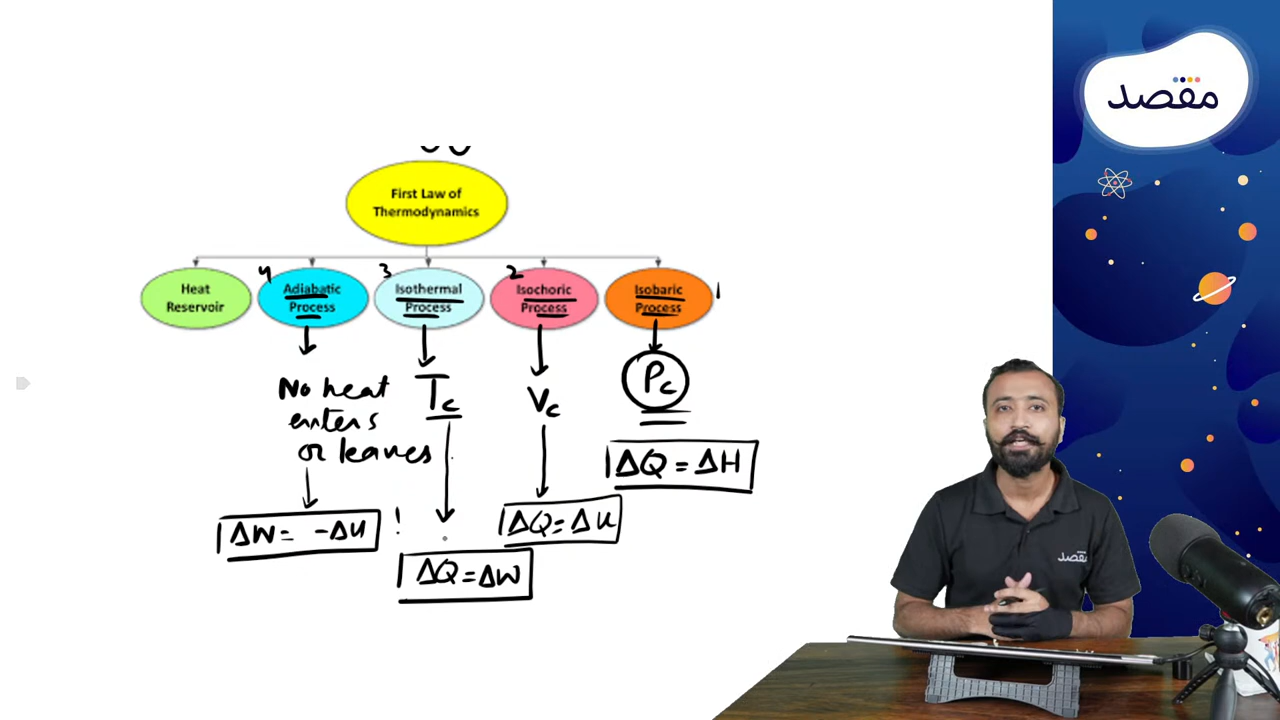 مقصد
First Law of
Thermodynamics
Heat
Reservoir
4
Adiabatic
Process
3
Isothermal
Process
2
Isochoric
Process
1
Isobaric
Process
No heat
enters
or leaves
Tc
Vc
Pc
ΔQ = ΔH
ΔW = -ΔU
!
ΔQ = ΔU
ΔQ = ΔW
مقصد